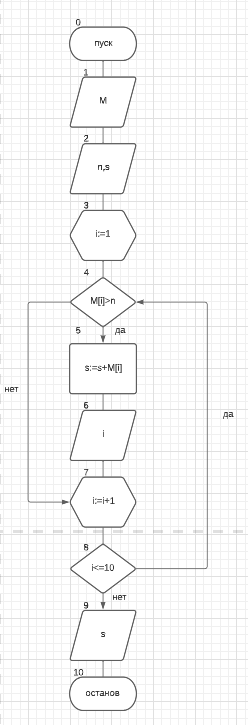 0
пуск
1
M
2
n,s
3
i:=1
4
M[i]>n
5
да
s:=s+M[i]
нет
6
i
да
7
i:=i+1
8
i<=10
нет
9
s
10
останов